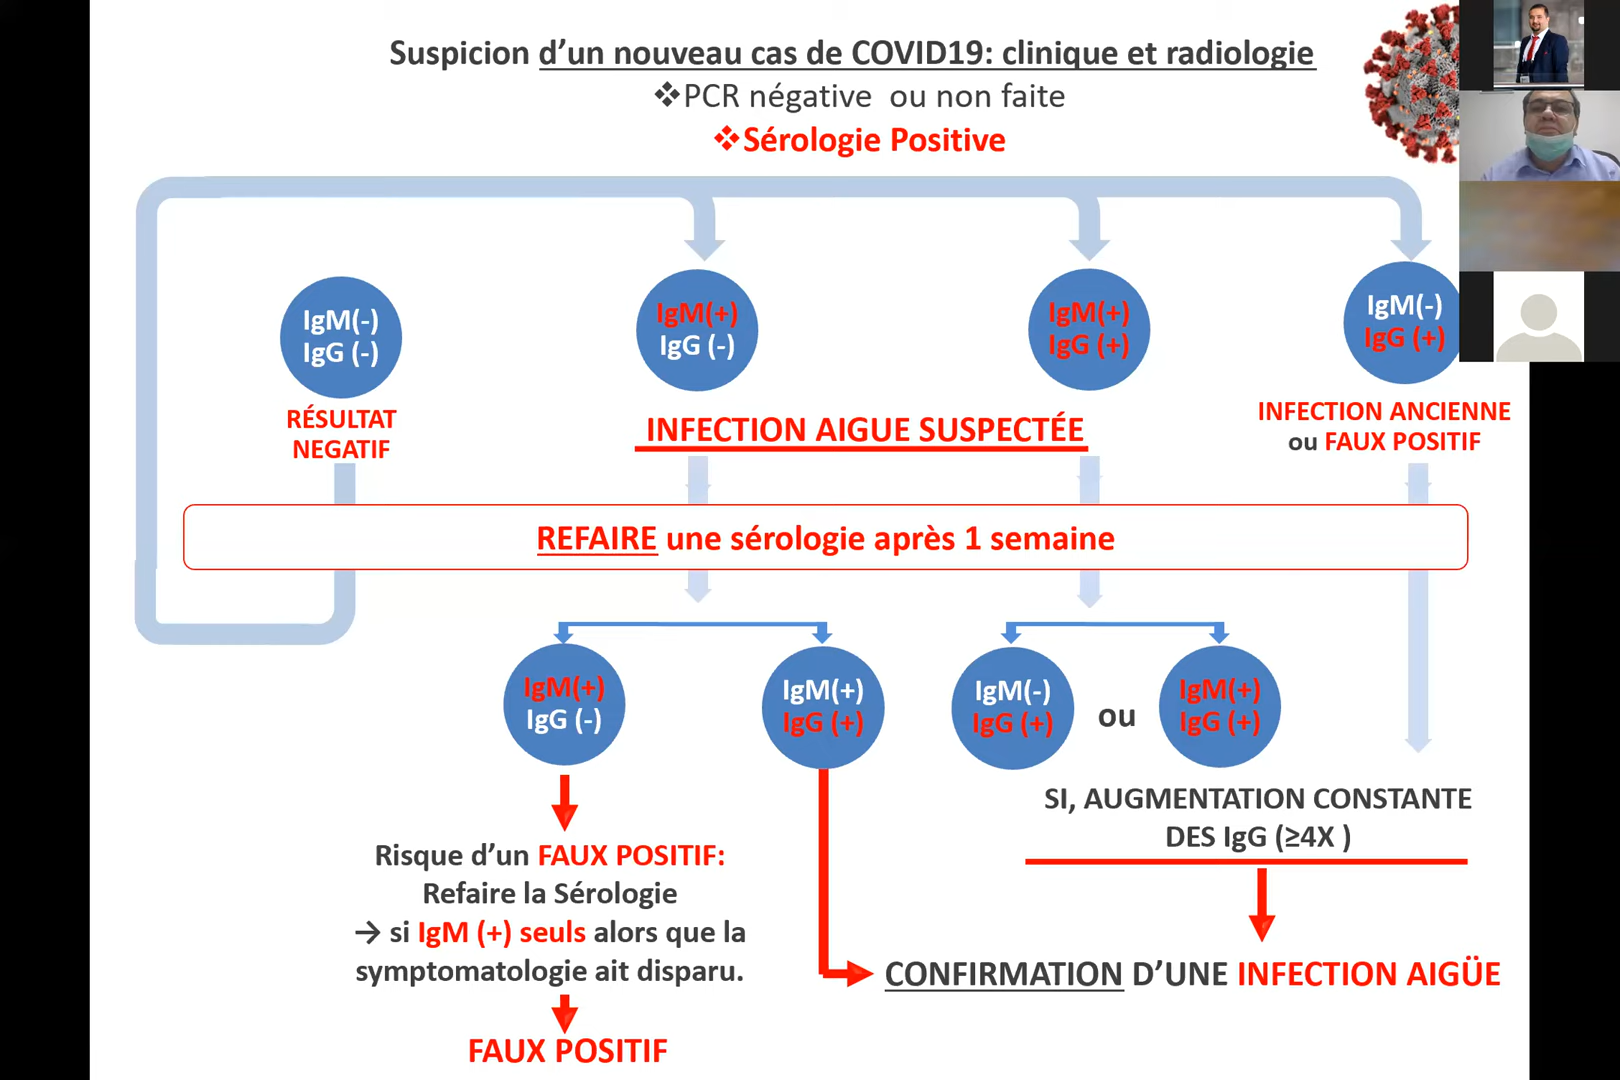 Suspicion d’un nouveau cas de COVID19: clinique et radiologie
❖PCR négative ou non faite
❖Sérologie Positive
IgM(-)
IgG (-)
IgM(+)
IgG (-)
IgM(+)
IgG (+)
IgM(-)
IgG (+)
RÉSULTAT
NEGATIF
INFECTION AIGUE SUSPECTÉE
INFECTION ANCIENNE
ou FAUX POSITIF
REFAIRE une sérologie après 1 semaine
IgM(+)
IgG (-)
IgM(+)
IgG (+)
IgM(-)
IgG (+)
ou
IgM(+)
IgG (+)
SI, AUGMENTATION CONSTANTE
DES IgG (≥4X )
Risque d’un FAUX POSITIF:
Refaire la Sérologie
→ si IgM (+) seuls alors que la
symptomatologie ait disparu.
CONFIRMATION D’UNE INFECTION AIGÜE
FAUX POSITIF